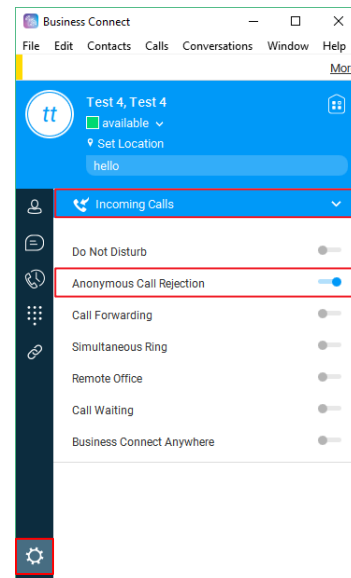 Business Connect
File Edit Contacts Calls Conversations Window Help
Mor
tt
Test 4, Test 4
available
Set Location
hello
Incoming Calls
Do Not Disturb
Anonymous Call Rejection
Call Forwarding
Simultaneous Ring
Remote Office
Call Waiting
Business Connect Anywhere